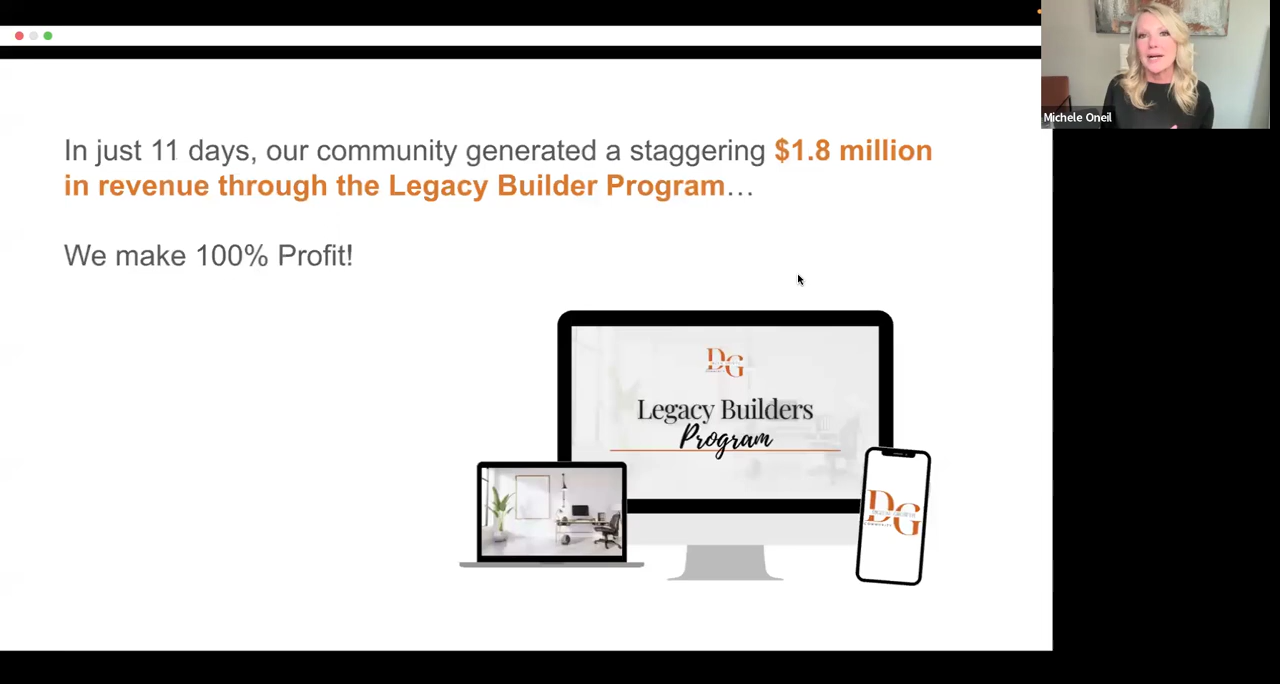 Michele Oneil
In just 11 days, our community generated a staggering $1.8 million
in revenue through the Legacy Builder Program…
We make 100% Profit!
DG
Legacy Builders
Program
DG
COMMUNITY